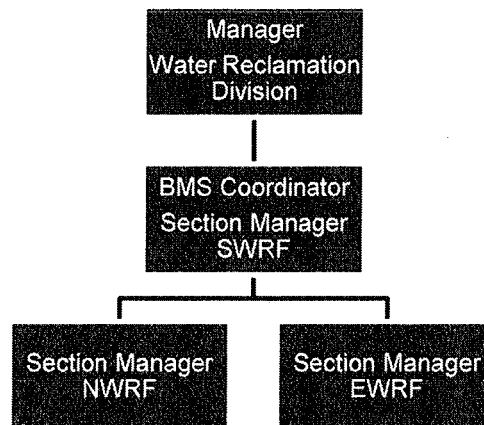 Manager
Water Reclamation
Division
BMS Coordinator
Section Manager
SWRF
Section Manager
NWRF
Section Manager
EWRF